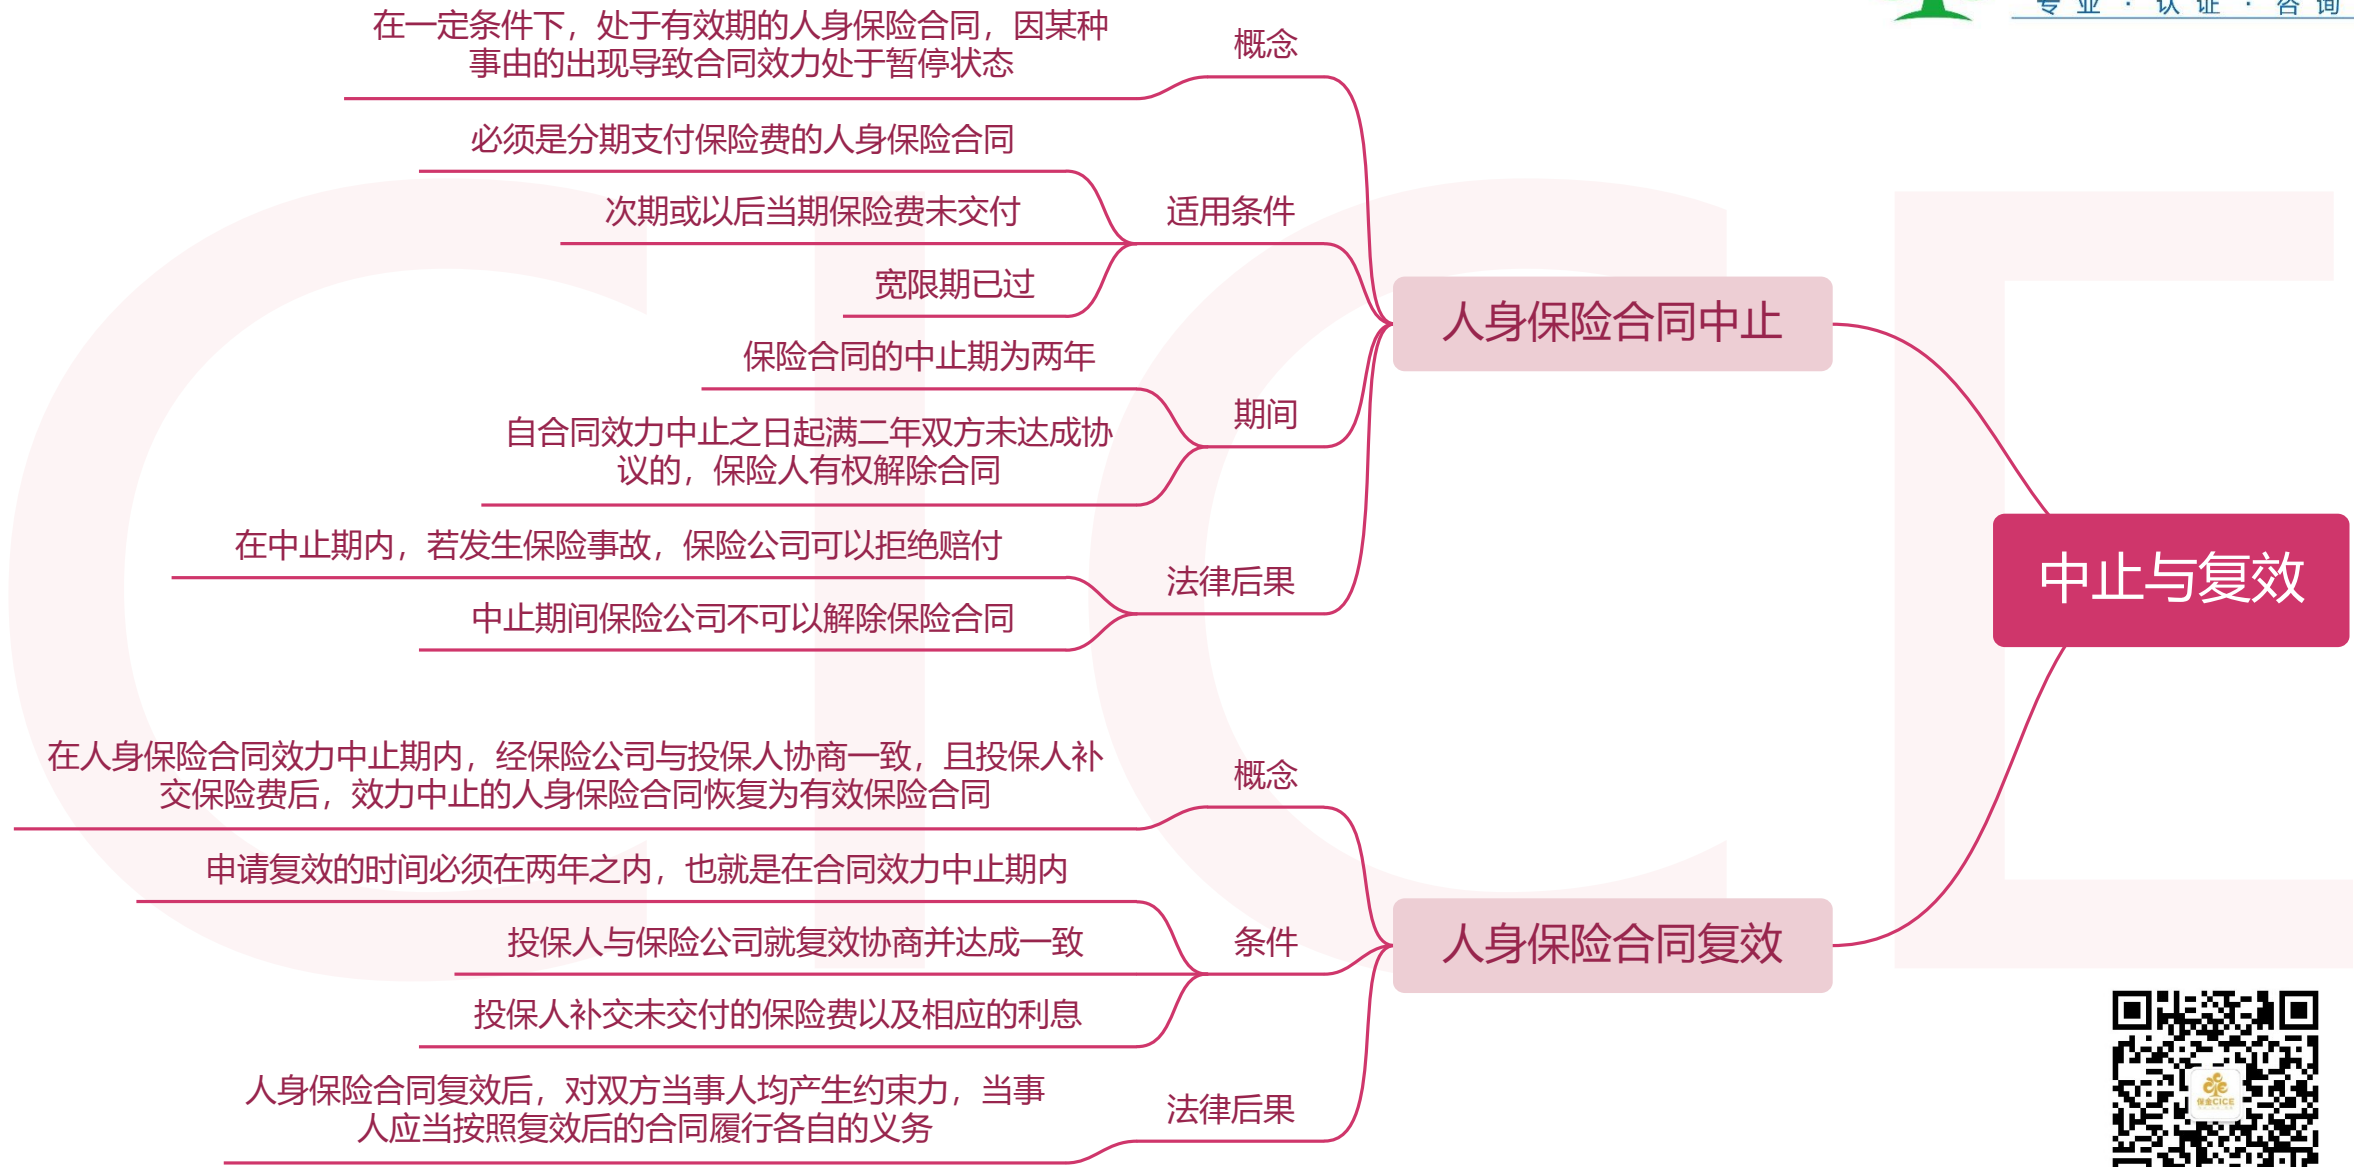 专业·认证·咨询
中止与复效
人身保险合同中止
概念
在一定条件下，处于有效期的人身保险合同，因某种
事由的出现导致合同效力处于暂停状态
适用条件
必须是分期支付保险费的人身保险合同
次期或以后当期保险费未交付
宽限期已过
期间
保险合同的中止期为两年
自合同效力中止之日起满二年双方未达成协
议的，保险人有权解除合同
法律后果
在中止期内，若发生保险事故，保险公司可以拒绝赔付
中止期间保险公司不可以解除保险合同
人身保险合同复效
概念
在人身保险合同效力中止期内，经保险公司与投保人协商一致，且投保人补
交保险费后，效力中止的人身保险合同恢复为有效保险合同
条件
申请复效的时间必须在两年之内，也就是在合同效力中止期内
投保人与保险公司就复效协商并达成一致
投保人补交未交付的保险费以及相应的利息
法律后果
人身保险合同复效后，对双方当事人均产生约束力，当事
人应当按照复效后的合同履行各自的义务
CICE
保金CICE